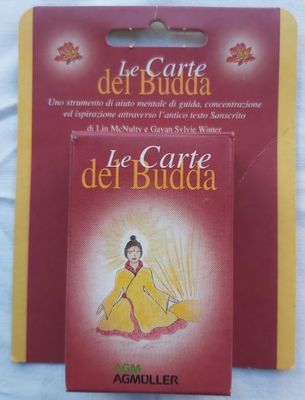 Le Carte
del Budda
Uno strumento di aiuto mentale di guida, concentrazione
ed ispirazione attraverso l'antico testo Sanscrito
di Lin McNulty e Gayan Sylvie Winter
Le Carte
del Budda
AGM
AGMÜLLER